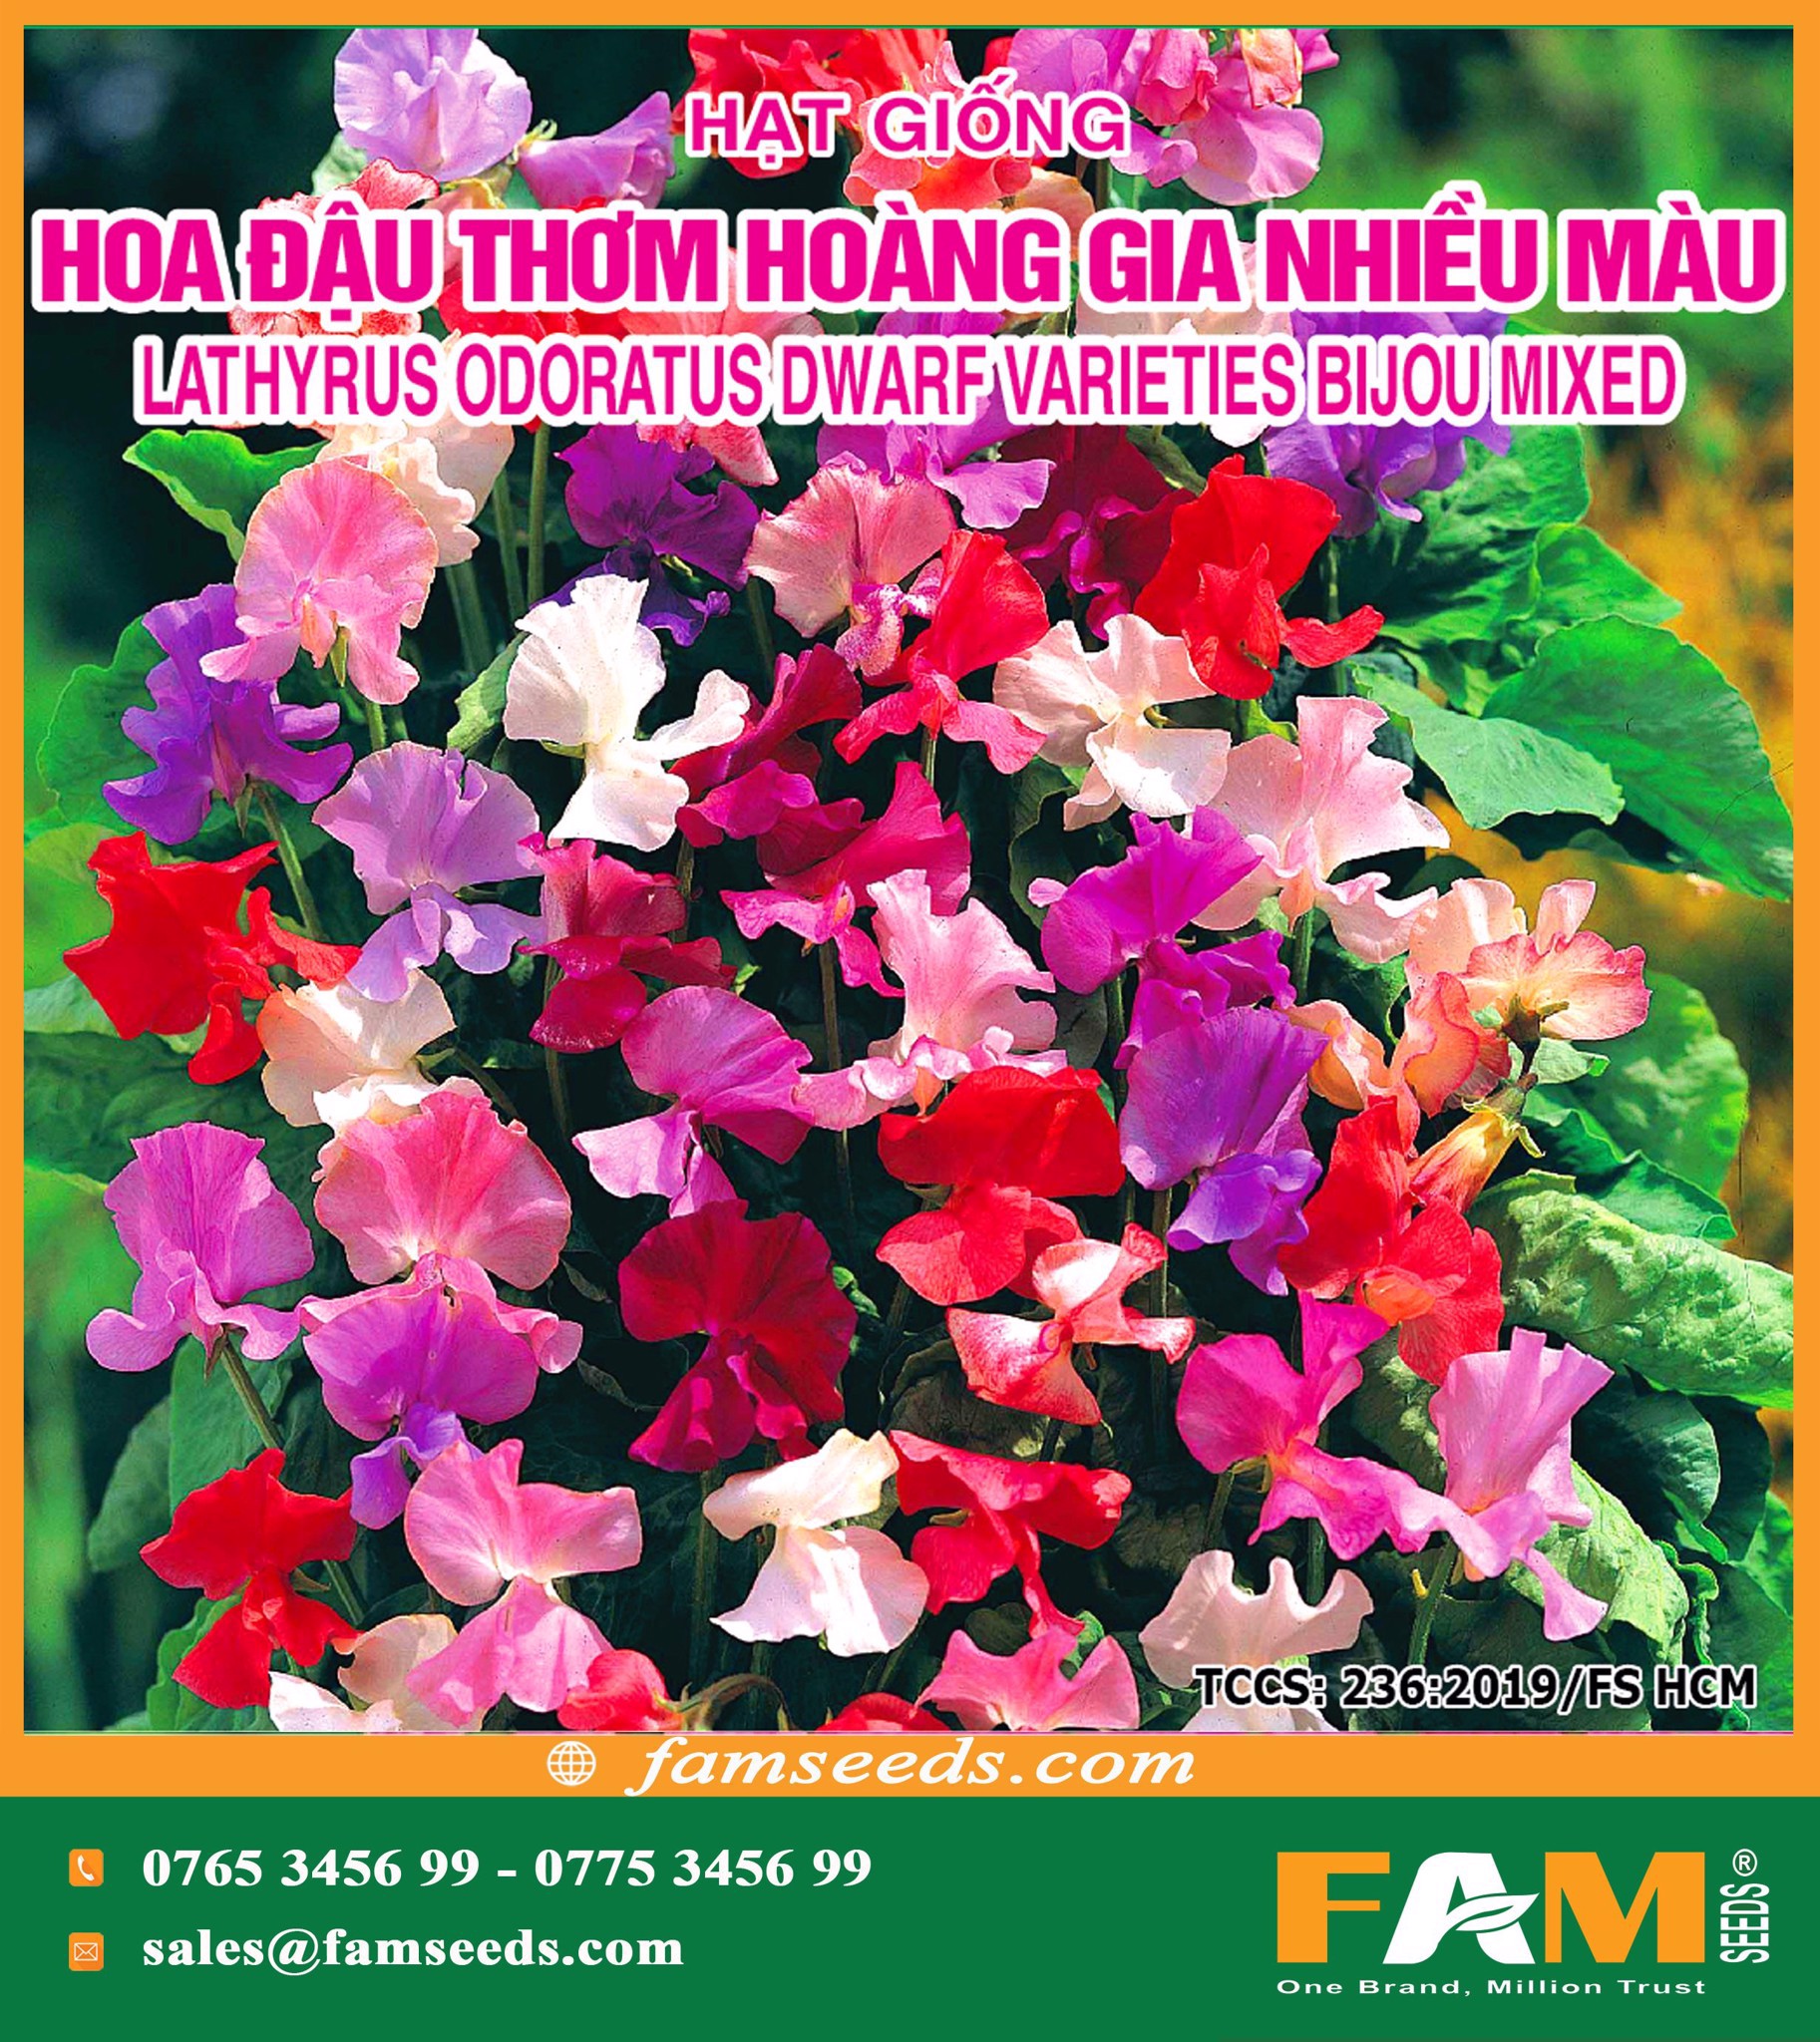 HẠT GIỐNG
HOA ĐẬU THƠM HOÀNG GIA NHIỀU MÀU
LATHYRUS ODORATUS DWARF VARIETIES BIJOU MIXED
TCCS: 236:2019/FS HCM
famseeds.com
0765 3456 99 - 0775 3456 99
sales@famseeds.com
FAM SEEDS®
One Brand, Million Trust